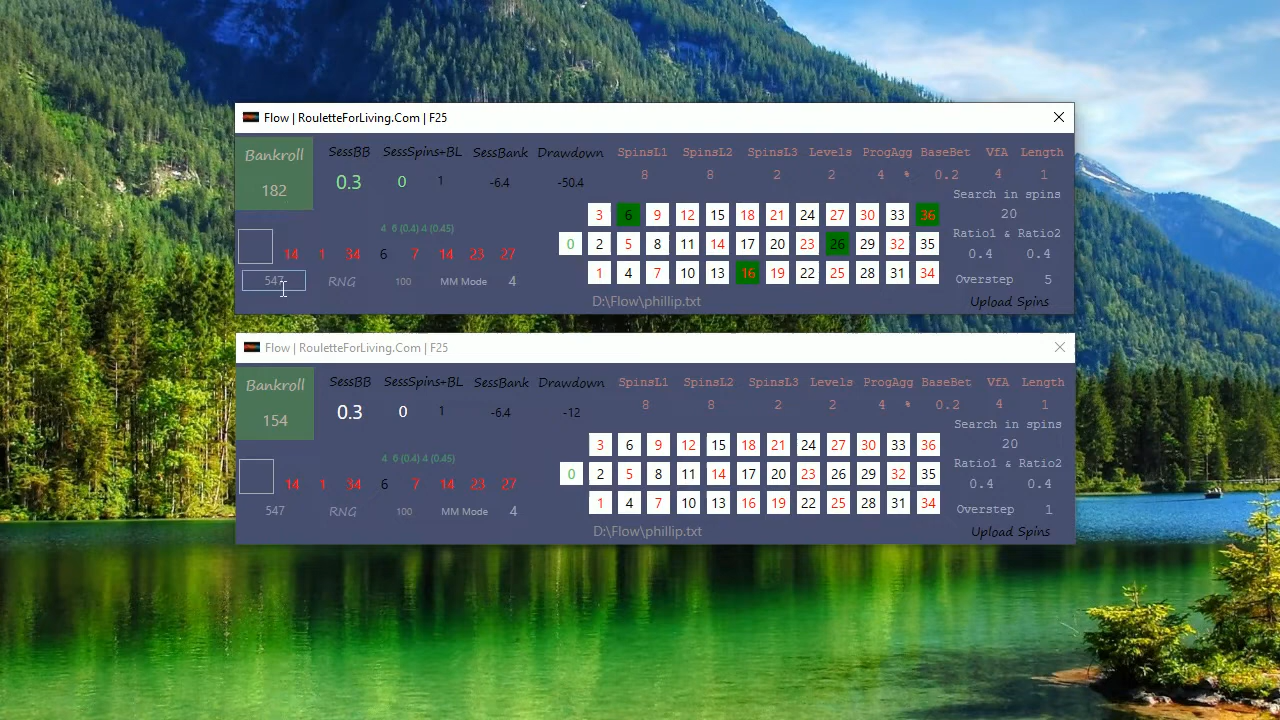 Flow | RouletteForLiving.Com | F25
Bankroll SessBB SessSpins+BL SessBank Drawdown SpinsL1 SpinsL2 SpinsL3 Levels ProgAgg BaseBet VfA Length
182 0.3 0 1 -6.4 -50.4 8 8 2 2 4 % 0.2 4 1
Search in spins
20
3 6 9 12 15 18 21 24 27 30 33 36
4 6 (0.4) 4 (0.45)
Ratio1 & Ratio2
0 2 5 8 11 14 17 20 23 26 29 32 35
14 1 34 6 7 14 23 27
0.4 0.4
1 4 7 10 13 16 19 22 25 28 31 34
547 RNG 100 MM Mode 4
Overstep 5
D:\Flow\phillip.txt
Upload Spins
Flow | RouletteForLiving.Com | F25
Bankroll SessBB SessSpins+BL SessBank Drawdown SpinsL1 SpinsL2 SpinsL3 Levels ProgAgg BaseBet VfA Length
154 0.3 0 1 -6.4 -12 8 8 2 2 4 % 0.2 4 1
Search in spins
20
3 6 9 12 15 18 21 24 27 30 33 36
4 6 (0.4) 4 (0.45)
Ratio1 & Ratio2
0 2 5 8 11 14 17 20 23 26 29 32 35
14 1 34 6 7 14 23 27
0.4 0.4
1 4 7 10 13 16 19 22 25 28 31 34
547 RNG 100 MM Mode 4
Overstep 1
D:\Flow\phillip.txt
Upload Spins